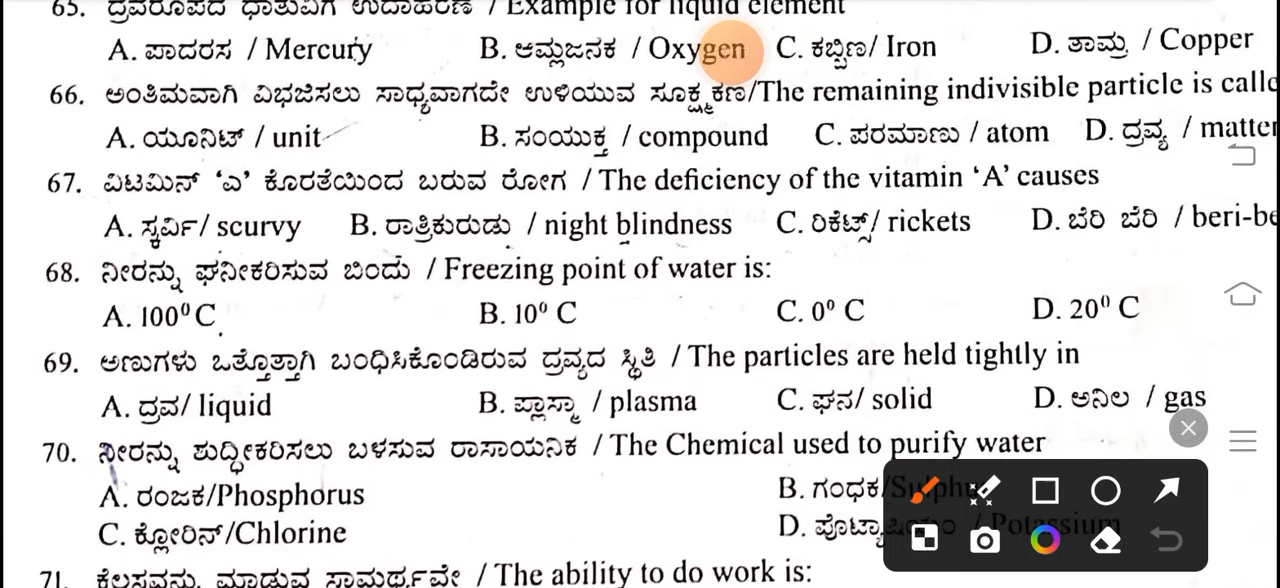 65. ದ್ರವರೂಪದ ಧಾತುವಿಗೆ ಉದಾಹರಣೆ / Example for liquid element
A. ಪಾದರಸ / Mercury B. ಆಮ್ಲಜನಕ / Oxygen C. ಕಬ್ಬಿಣ/ Iron D. ತಾಮ್ರ / Copper
66. ಅಂತಿಮವಾಗಿ ವಿಭಜಿಸಲು ಸಾಧ್ಯವಾಗದೇ ಉಳಿಯುವ ಸೂಕ್ಷ್ಮಕಣ/The remaining indivisible particle is calle
A. ಯೂನಿಟ್ / unit B. ಸಂಯುಕ್ತ / compound C. ಪರಮಾಣು / atom D. ದ್ರವ್ಯ / matter
67. ವಿಟಮಿನ್ ‘ಎ’ ಕೊರತೆಯಿಂದ ಬರುವ ರೋಗ / The deficiency of the vitamin ‘A’ causes
A. ಸ್ಕರ್ವಿ/ scurvy B. ರಾತ್ರಿಕುರುಡು / night blindness C. ರಿಕೆಟ್ಸ್/ rickets D. ಬೆರಿ ಬೆರಿ / beri-be
68. ನೀರನ್ನು ಘನೀಕರಿಸುವ ಬಿಂದು / Freezing point of water is:
A. 100⁰ C B. 10⁰ C C. 0⁰ C D. 20⁰ C
69. ಅಣುಗಳು ಒತ್ತೊತ್ತಾಗಿ ಬಂಧಿಸಿಕೊಂಡಿರುವ ದ್ರವ್ಯದ ಸ್ಥಿತಿ / The particles are held tightly in
A. ದ್ರವ/ liquid B. ಪ್ಲಾಸ್ಮಾ / plasma C. ಘನ/ solid D. ಅನಿಲ / gas
70. ನೀರನ್ನು ಶುದ್ಧೀಕರಿಸಲು ಬಳಸುವ ರಾಸಾಯನಿಕ / The Chemical used to purify water
A. ರಂಜಕ/Phosphorus B. ಗಂಧಕ/Sulphu
C. ಕ್ಲೋರಿನ್/Chlorine D. ಪೊಟ್ಯಾಷಿಯಂ / Potassium
71. ಕೆಲಸವನ್ನು ಮಾಡುವ ಸಾಮರ್ಥ್ಯವೇ / The ability to do work is: